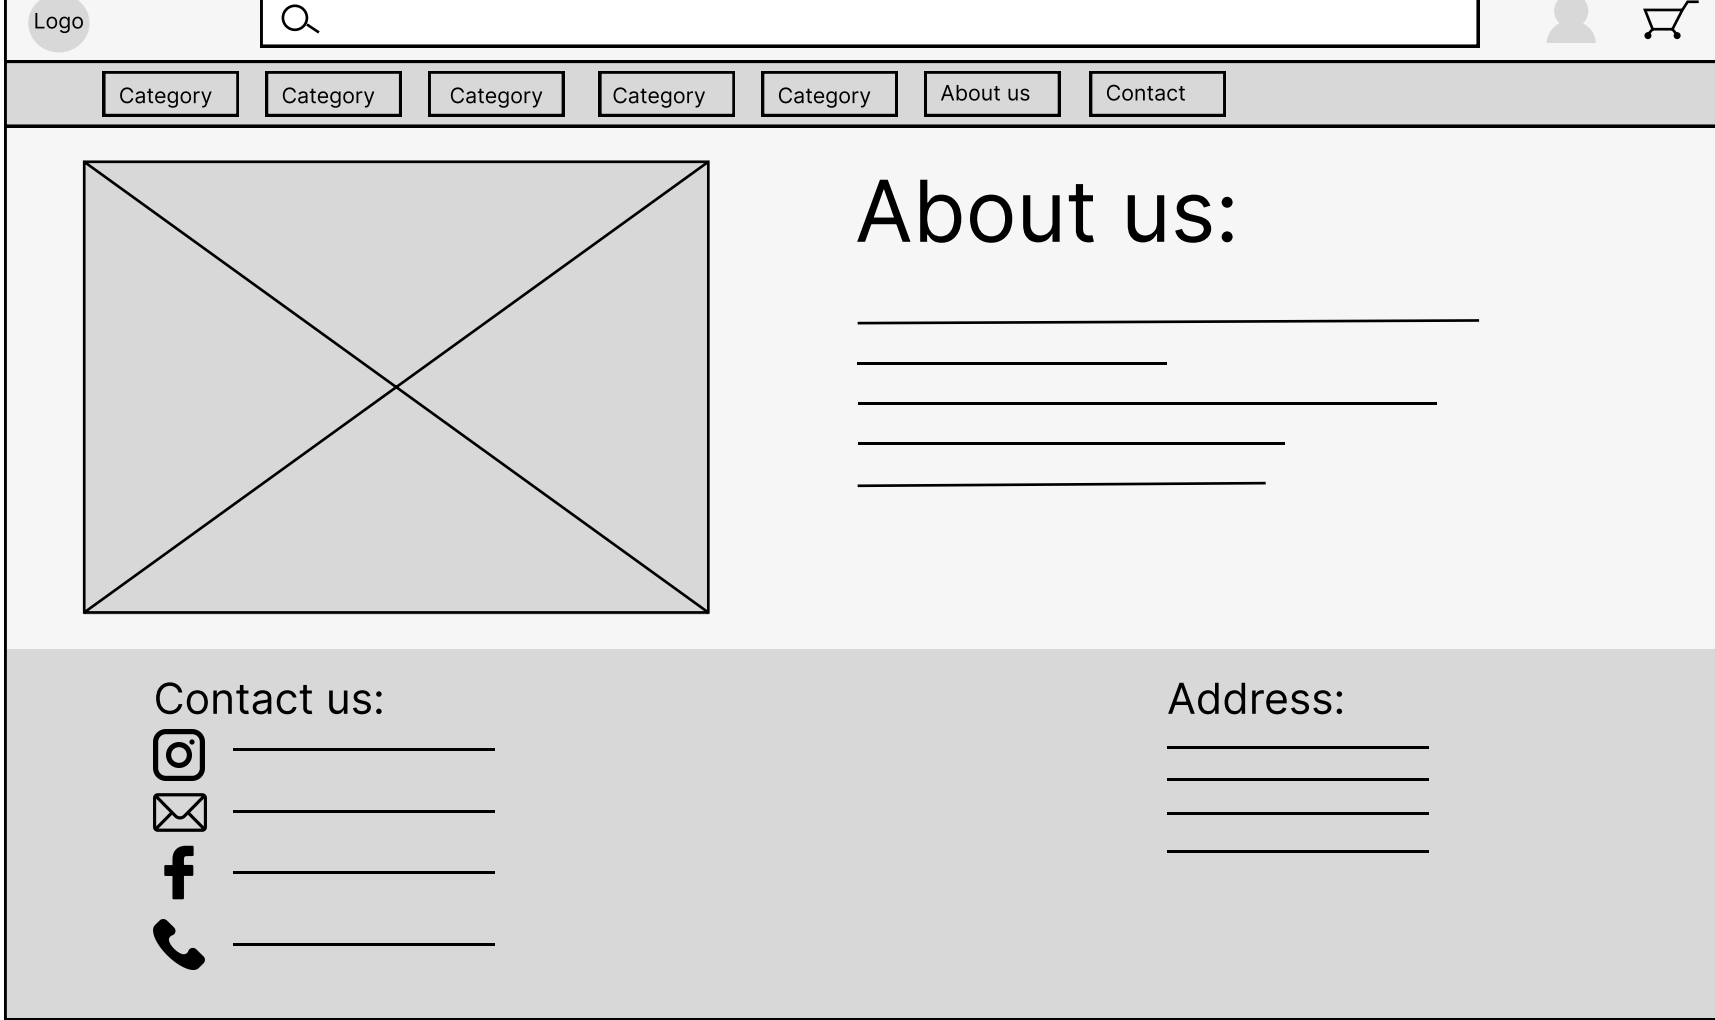 Logo
Category
Category
Category
Category
Category
About us
Contact
About us:
Contact us:
Address: